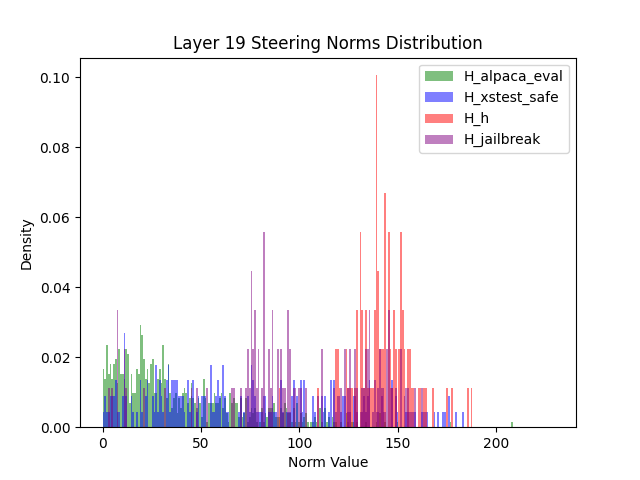 Layer 19 Steering Norms Distribution
H_alpaca_eval
H_xstest_safe
H_h
H_jailbreak
Density
0.10
0.08
0.06
0.04
0.02
0.00
0
50
100
150
200
Norm Value